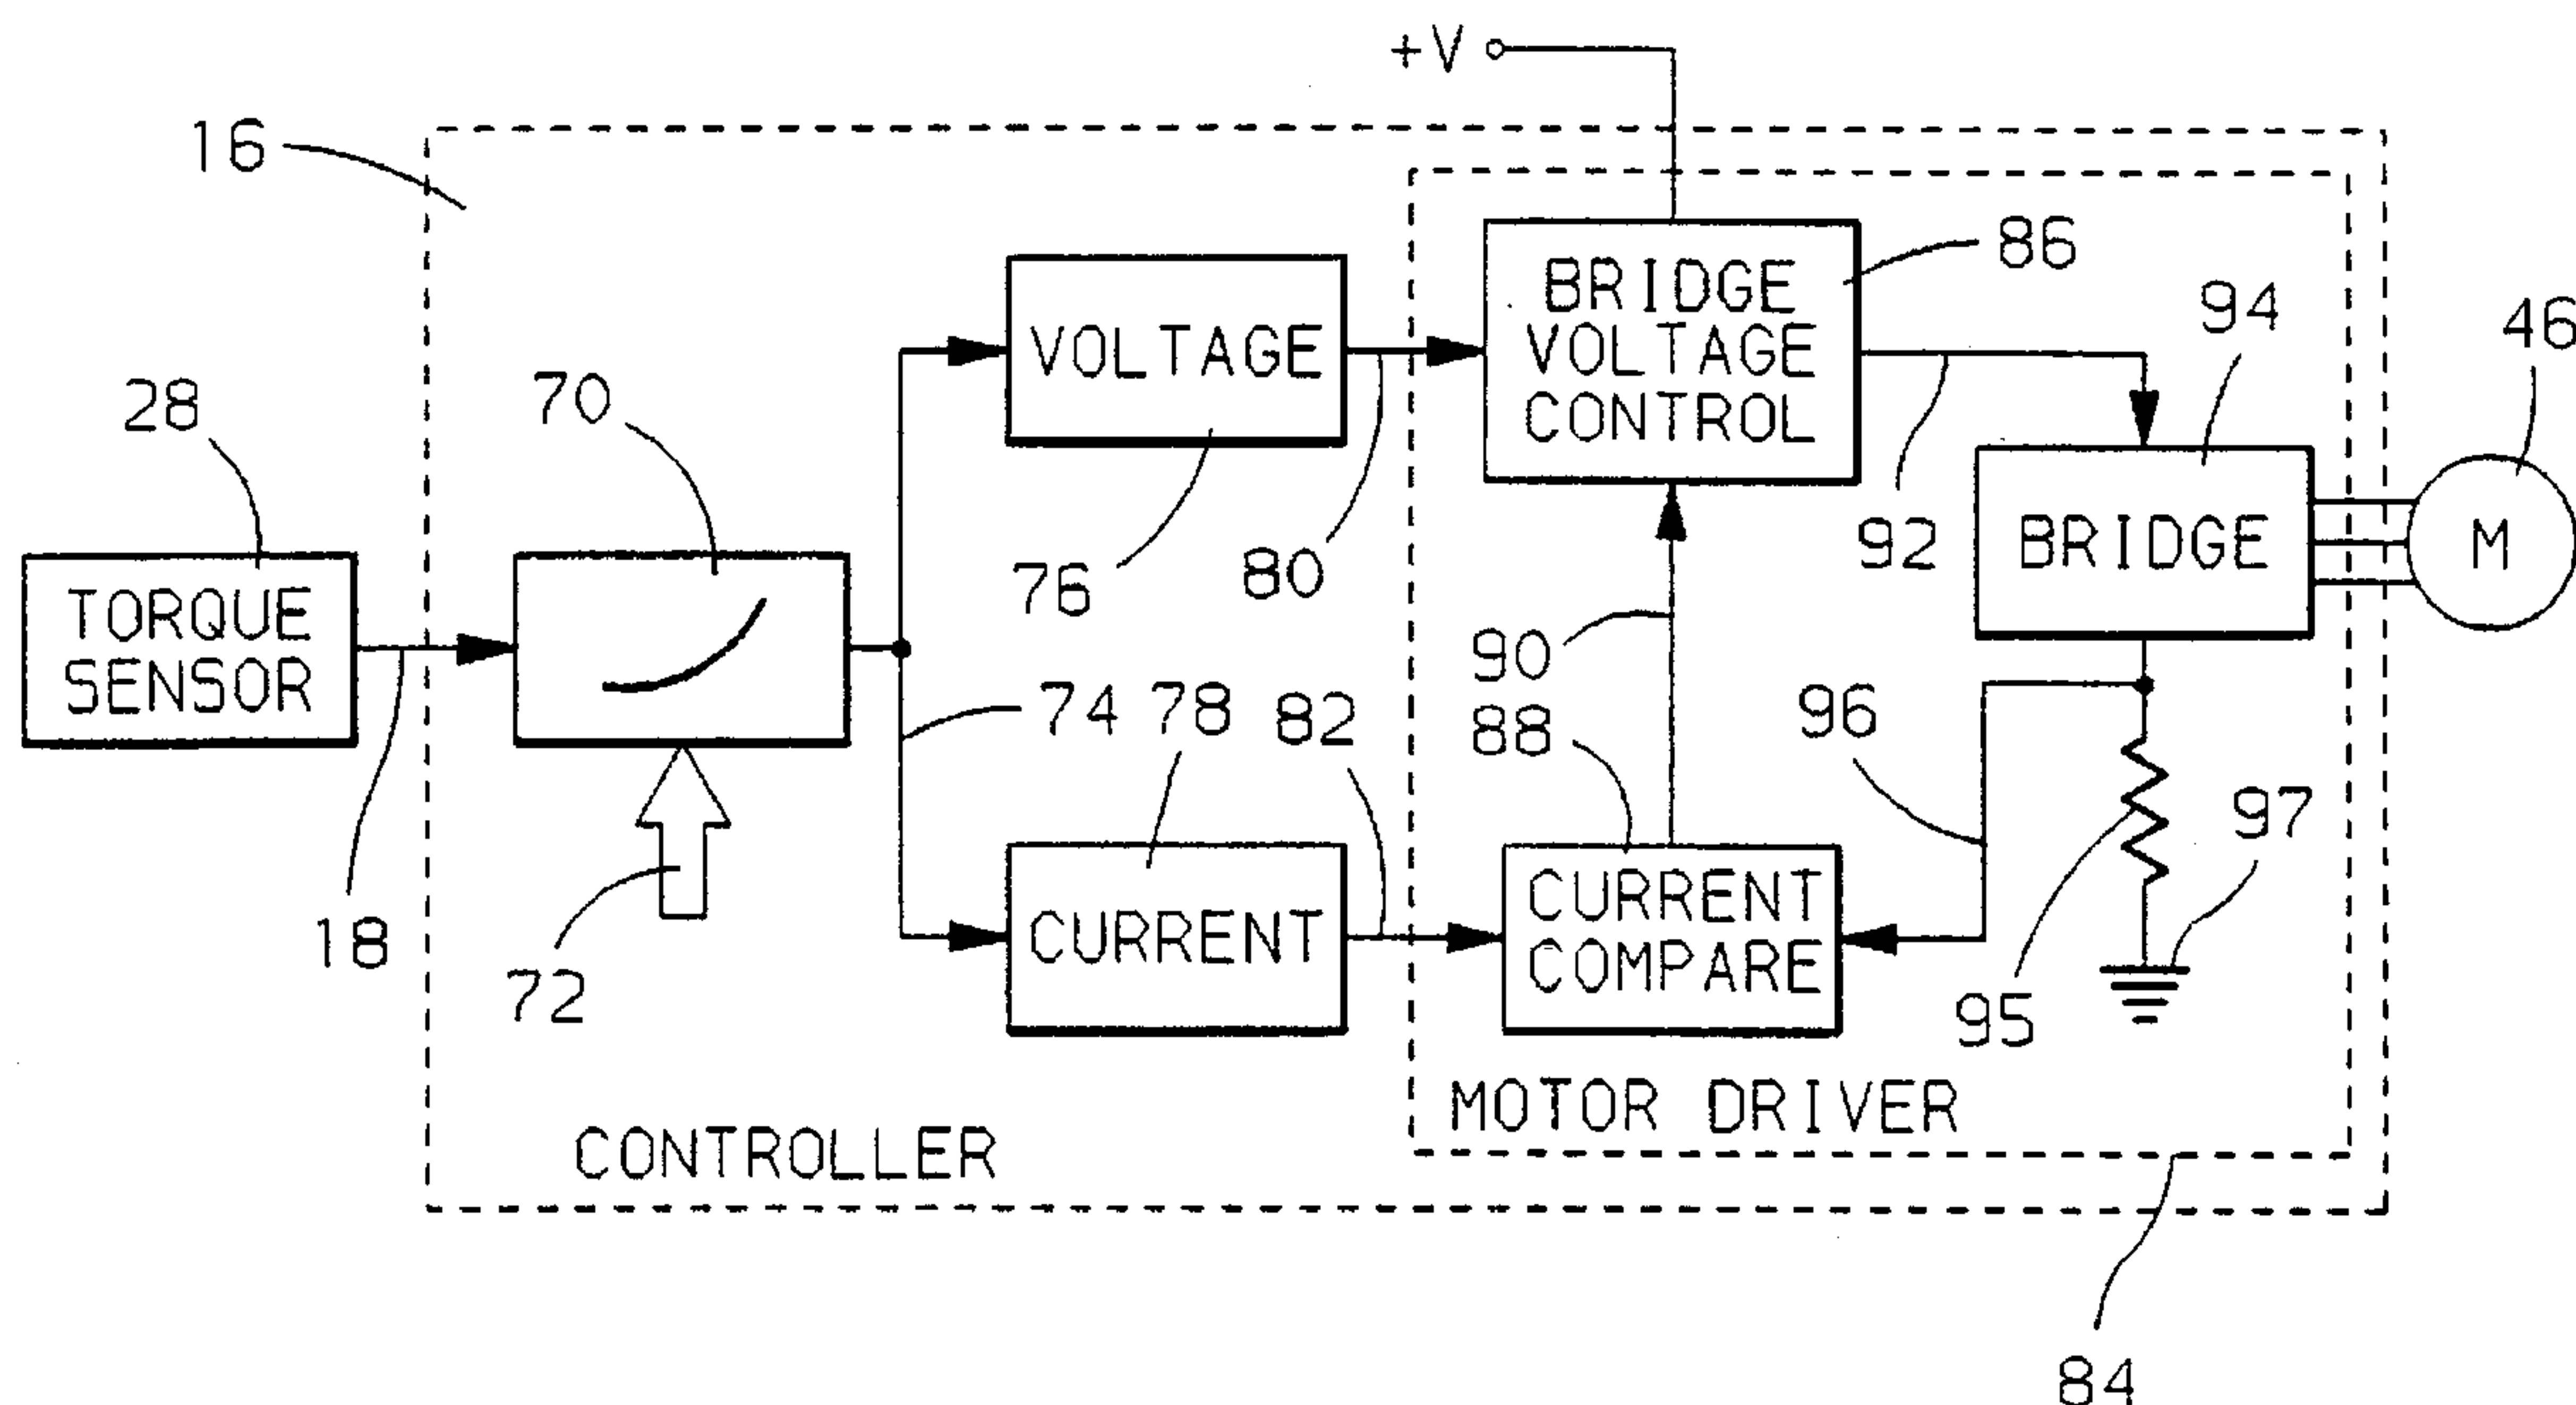 +V
16
86
94
46
BRIDGE
VOLTAGE
CONTROL
VOLTAGE
28
70
76
80
92
BRIDGE
M
TORQUE
SENSOR
90
74
78
82
88
96
97
18
72
CURRENT
CURRENT
COMPARE
95
MOTOR DRIVER
CONTROLLER
84